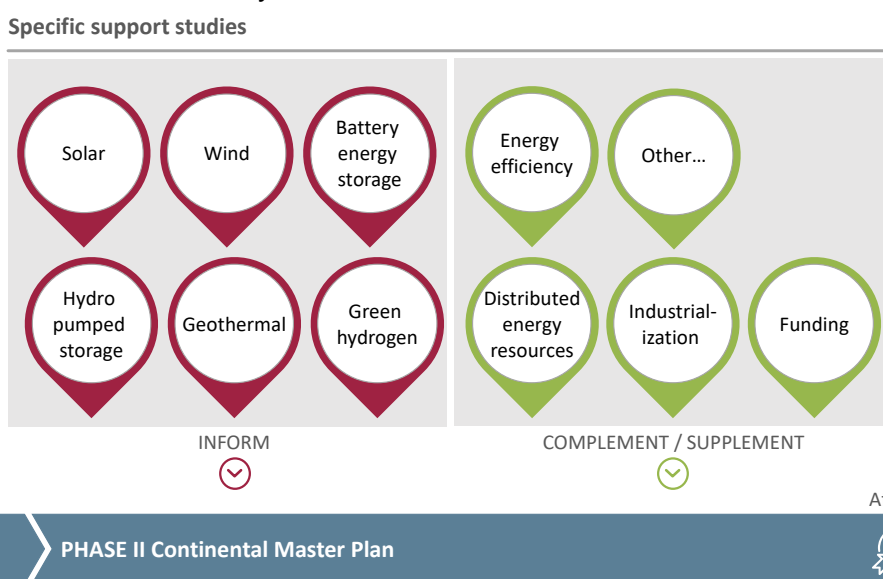 Specific support studies
Solar
Wind
Battery
energy
storage
Energy
efficiency
Other...
Hydro
pumped
storage
Geothermal
Green
hydrogen
Distributed
energy
resources
Industrial-
ization
Funding
INFORM
COMPLEMENT / SUPPLEMENT
PHASE II Continental Master Plan